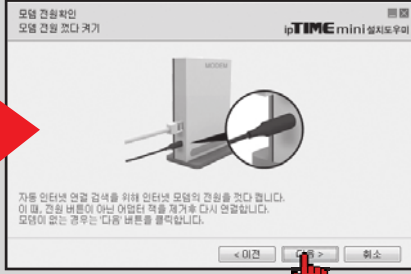 모뎀 전원확인
모뎀 전원 껐다 켜기
ipTIME mini 설치도우미
MODEM
자동 인터넷 연결 검색을 위해 인터넷 모뎀의 전원을 껐다 켭니다.
이 때, 전원 버튼이 아닌 어댑터 잭을 제거후 다시 연결합니다.
모뎀이 없는 경우는 '다음' 버튼을 클릭합니다.
< 이전
다음 >
취소